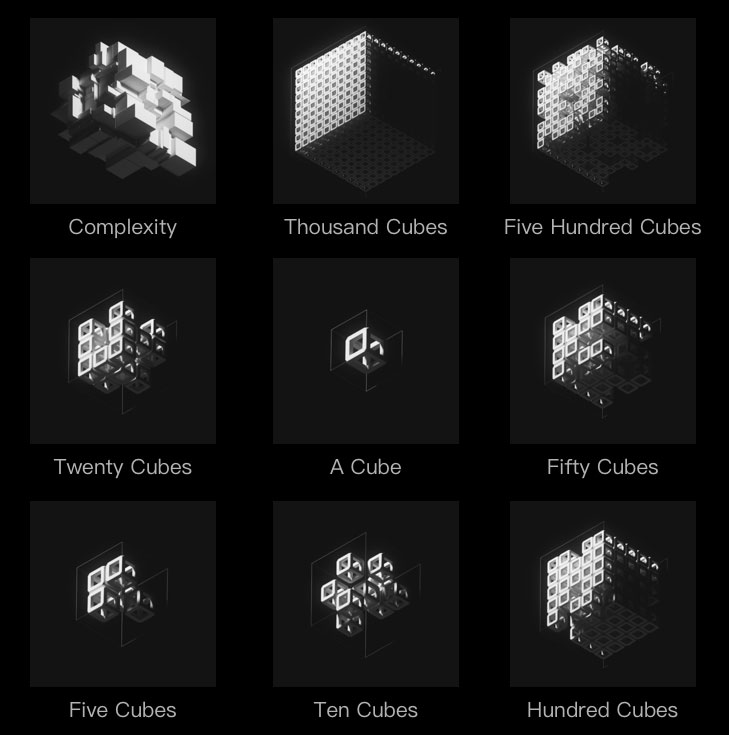 Complexity
Thousand Cubes
Five Hundred Cubes
Twenty Cubes
A Cube
Fifty Cubes
Five Cubes
Ten Cubes
Hundred Cubes